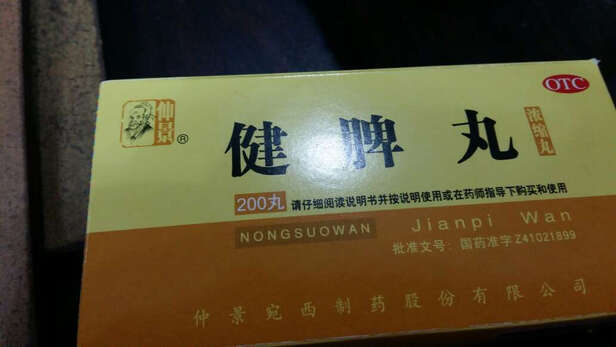 OTC
仲景®
健脾丸
浓缩丸
200丸 请仔细阅读说明书并按说明使用或在药师指导下购买和使用
NONGSUOWAN
Jianpi Wan
批准文号：国药准字Z41021899
仲景宛西制药股份有限公司